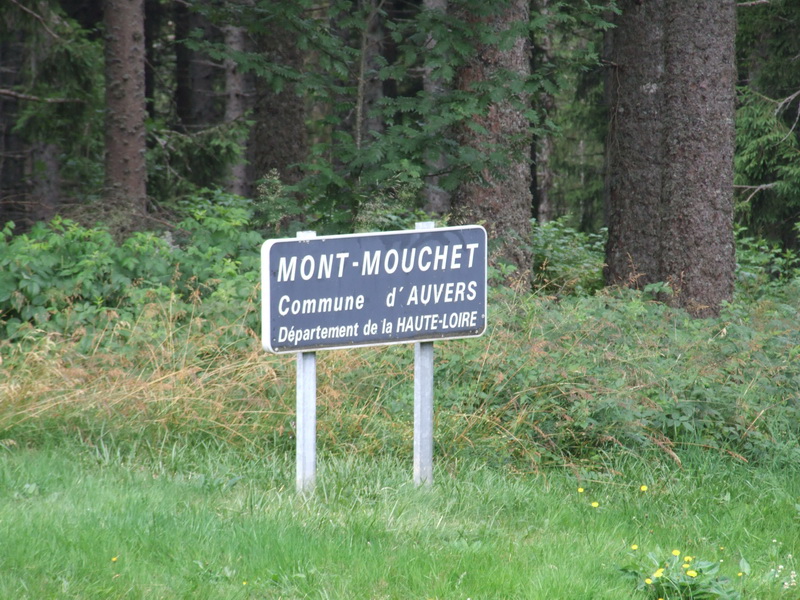 MONT-MOUCHET
Commune d'AUVERS
Département de la HAUTE-LOIRE